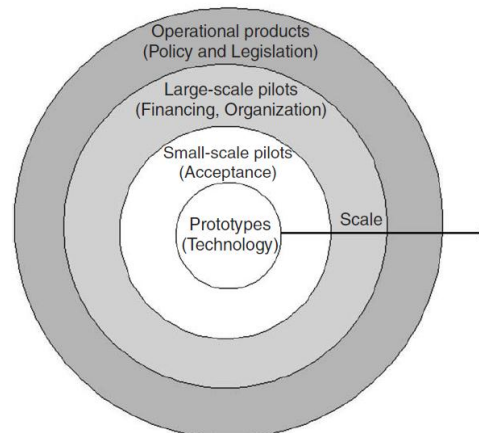 Operational products
(Policy and Legislation)
Large-scale pilots
(Financing, Organization)
Small-scale pilots
(Acceptance)
Prototypes
(Technology)
Scale